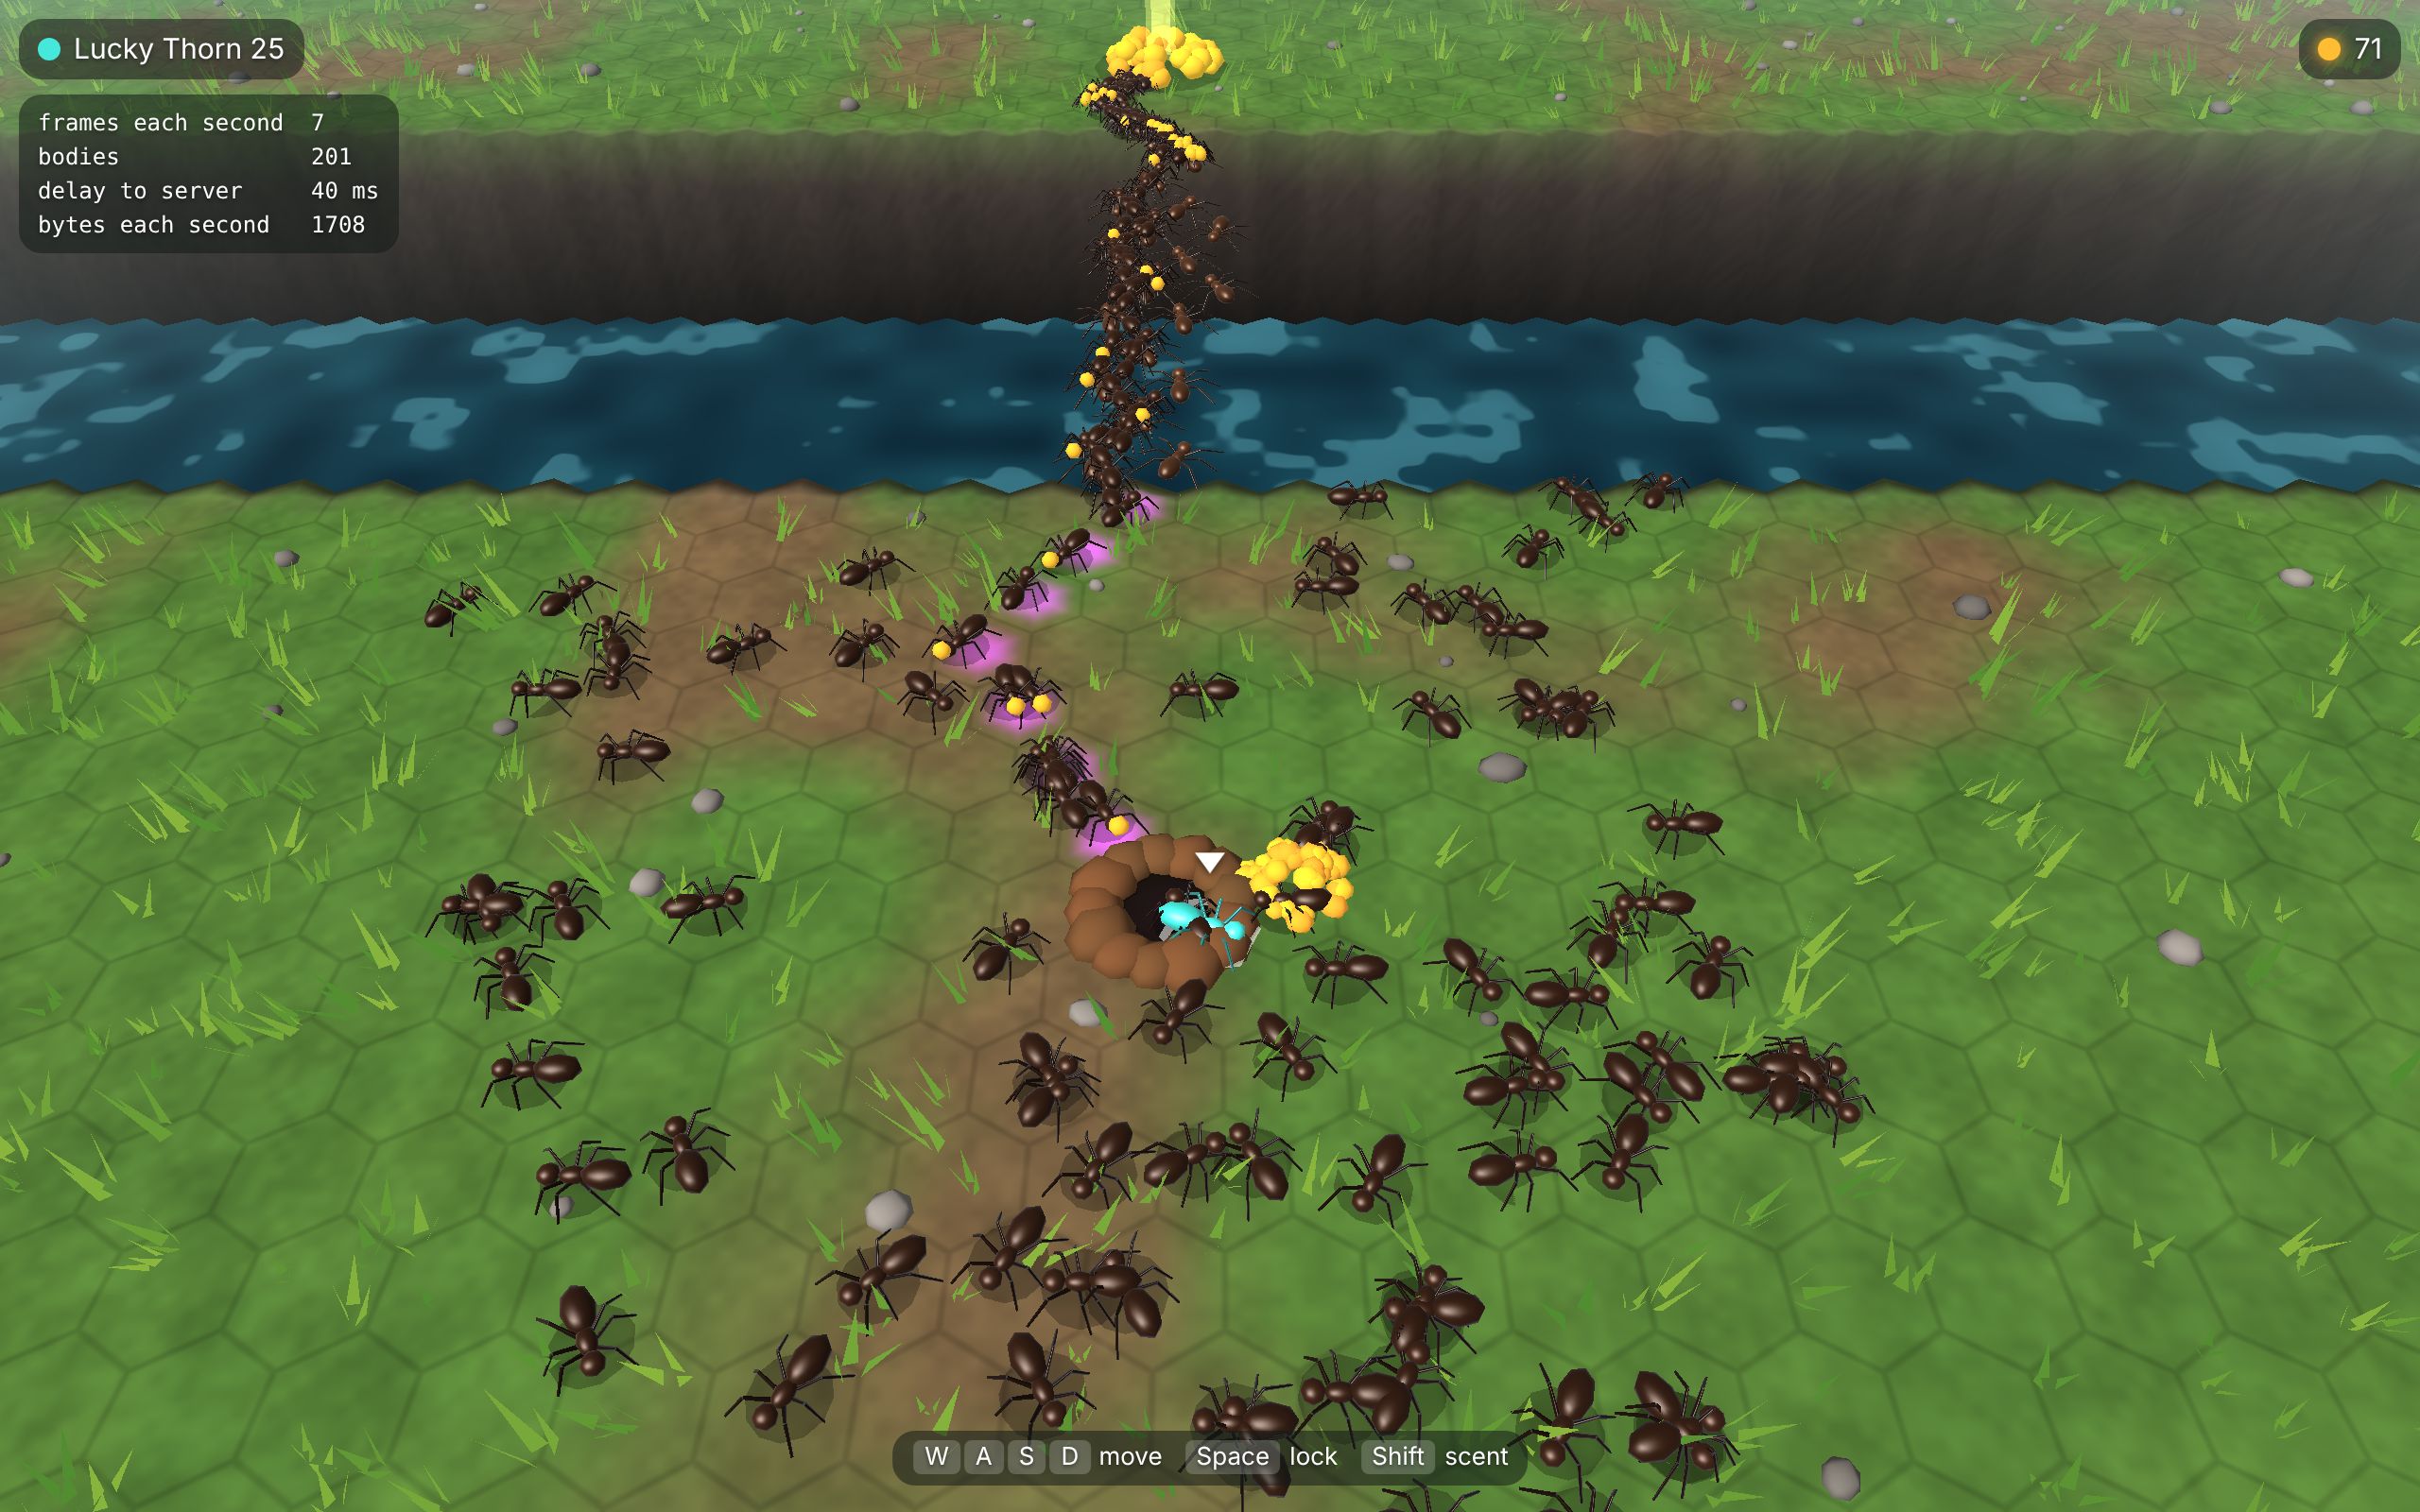 Lucky Thorn 25
71
frames each second 7
bodies 201
delay to server 40 ms
bytes each second 1708
W A S D move Space lock Shift scent